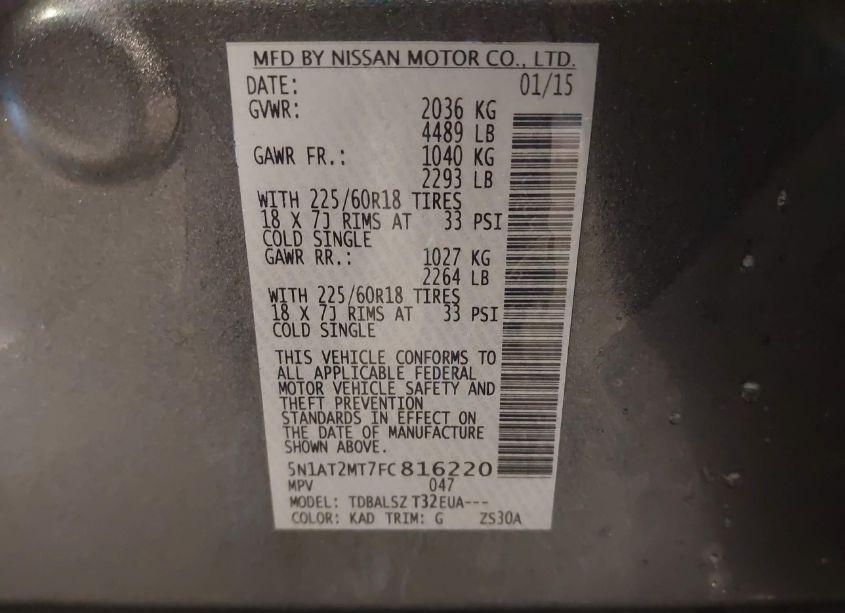 MFD BY NISSAN MOTOR CO., LTD.
DATE: 01/15
GVWR: 2036 KG
4489 LB
GAWR FR.: 1040 KG
2293 LB
WITH 225/60R18 TIRES
18 X 7J RIMS AT 33 PSI
COLD SINGLE
GAWR RR.: 1027 KG
2264 LB
WITH 225/60R18 TIRES
18 X 7J RIMS AT 33 PSI
COLD SINGLE
THIS VEHICLE CONFORMS TO
ALL APPLICABLE FEDERAL
MOTOR VEHICLE SAFETY AND
THEFT PREVENTION
STANDARDS IN EFFECT ON
THE DATE OF MANUFACTURE
SHOWN ABOVE.
5N1AT2MT7FC816220
MPV 047
MODEL: TDBALSZ T32EUA---
COLOR: KAD TRIM: G ZS30A